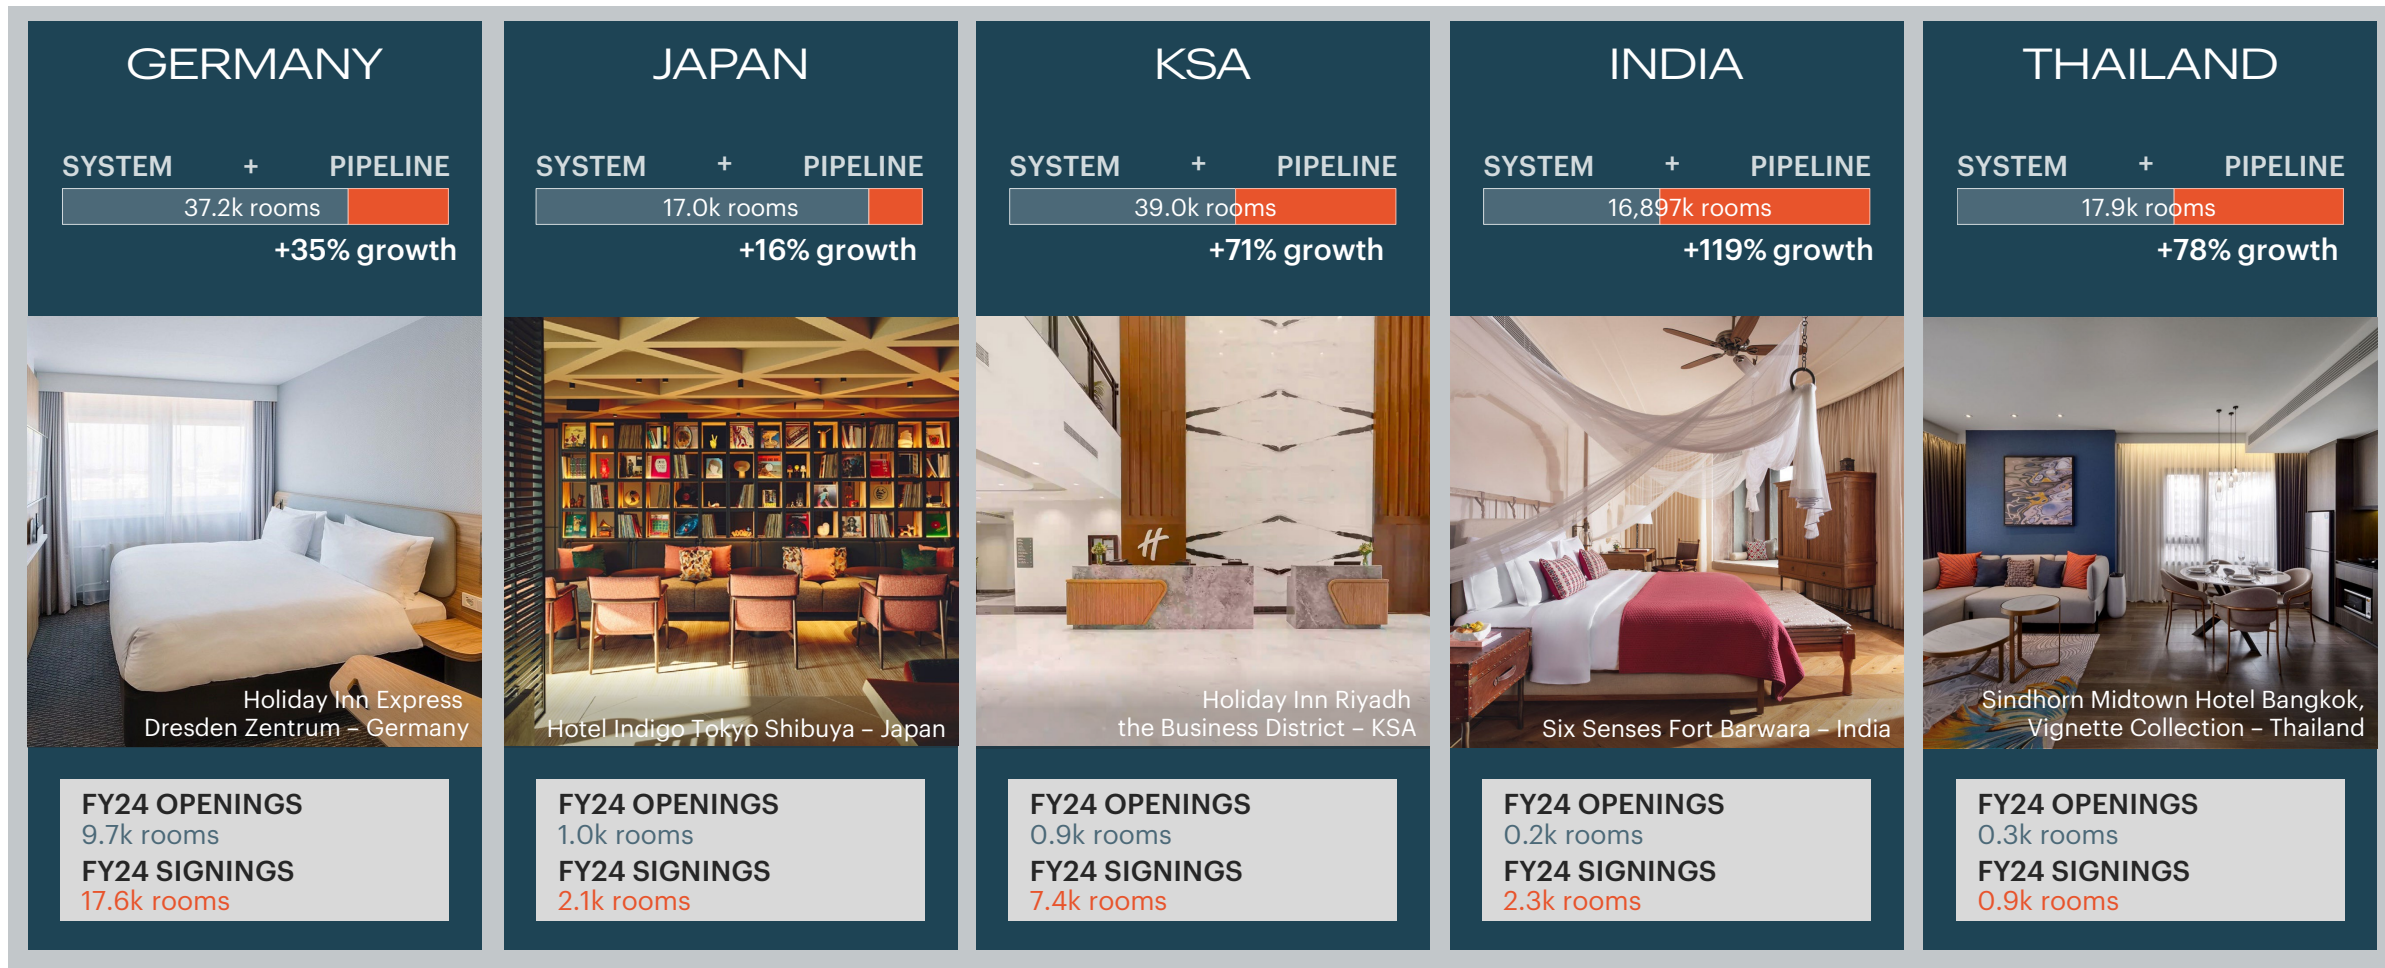 GERMANY
SYSTEM + PIPELINE
37.2k rooms
+35% growth
Holiday Inn Express
Dresden Zentrum – Germany
FY24 OPENINGS
9.7k rooms
FY24 SIGNINGS
17.6k rooms
JAPAN
SYSTEM + PIPELINE
17.0k rooms
+16% growth
Hotel Indigo Tokyo Shibuya – Japan
FY24 OPENINGS
1.0k rooms
FY24 SIGNINGS
2.1k rooms
KSA
SYSTEM + PIPELINE
39.0k rooms
+71% growth
H
Holiday Inn Riyadh
the Business District – KSA
FY24 OPENINGS
0.9k rooms
FY24 SIGNINGS
7.4k rooms
INDIA
SYSTEM + PIPELINE
16,897k rooms
+119% growth
Six Senses Fort Barwara – India
FY24 OPENINGS
0.2k rooms
FY24 SIGNINGS
2.3k rooms
THAILAND
SYSTEM + PIPELINE
17.9k rooms
+78% growth
Sindhorn Midtown Hotel Bangkok,
Vignette Collection – Thailand
FY24 OPENINGS
0.3k rooms
FY24 SIGNINGS
0.9k rooms